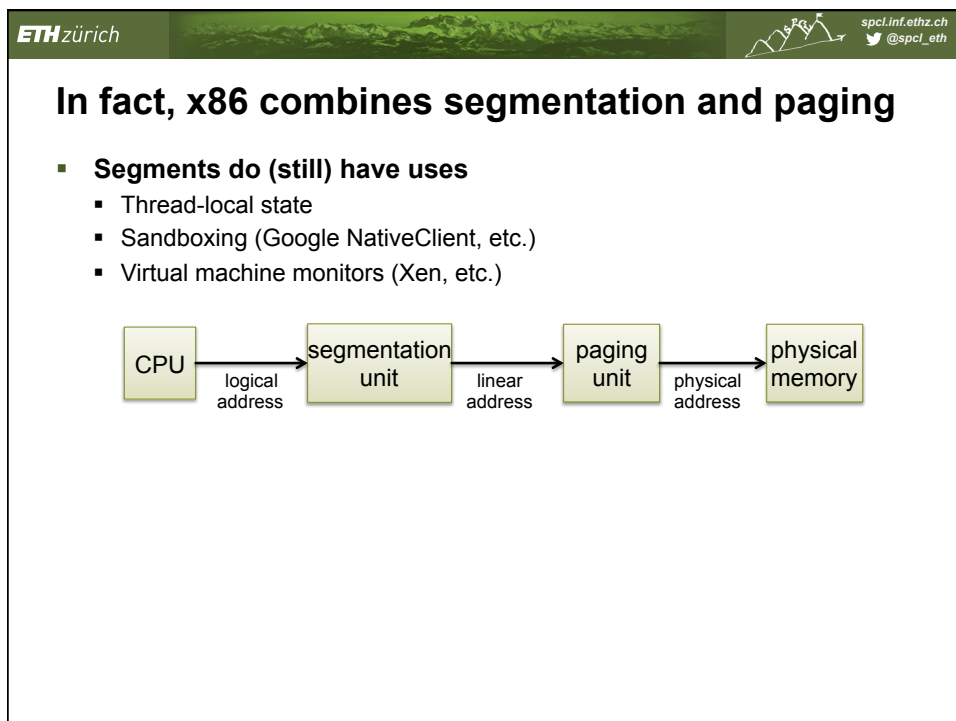 ETH zürich
spcl.inf.ethz.ch
@spcl_eth
In fact, x86 combines segmentation and paging
▪ Segments do (still) have uses
▪ Thread-local state
▪ Sandboxing (Google NativeClient, etc.)
▪ Virtual machine monitors (Xen, etc.)
CPU
logical
address
segmentation
unit
linear
address
paging
unit
physical
address
physical
memory